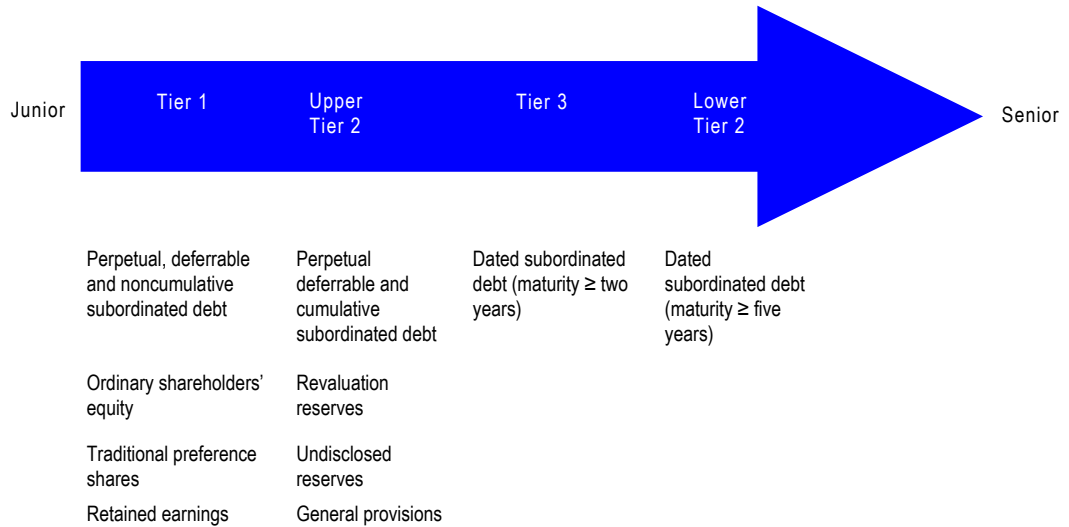 Junior
Tier 1
Upper
Tier 2
Tier 3
Lower
Tier 2
Senior
Perpetual, deferrable
and noncumulative
subordinated debt
Perpetual
deferrable and
cumulative
subordinated debt
Dated subordinated
debt (maturity ≥ two
years)
Dated
subordinated debt
(maturity ≥ five
years)
Ordinary shareholders’
equity
Revaluation
reserves
Traditional preference
shares
Undisclosed
reserves
Retained earnings
General provisions